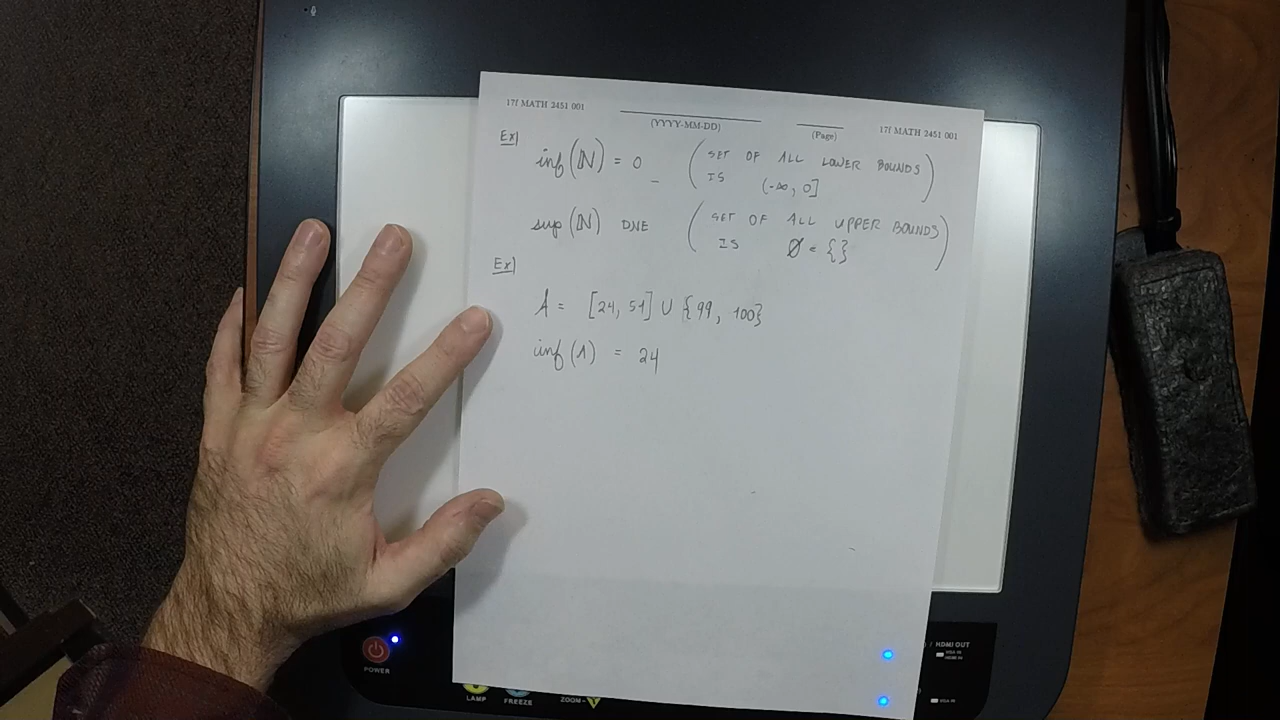 17f MATH 2451 001
(YYYY-MM-DD)
(Page)
17f MATH 2451 001
Ex)
inf(ℕ) = 0 (SET OF ALL LOWER BOUNDS
IS (-∞, 0])
sup(ℕ) DNE (SET OF ALL UPPER BOUNDS
IS Ø = {})
Ex)
A = [24, 51] ∪ {99, 100}
inf(A) = 24
POWER
LAMP
FREEZE
ZOOM-
/ HDMI OUT